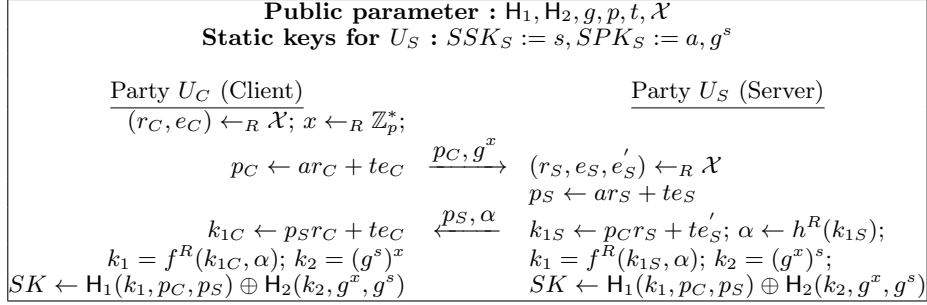 Public parameter : H₁, H₂, g, p, t, 𝒳
Static keys for U_S : SSK_S := s, SPK_S := a, g^s
Party U_C (Client) Party U_S (Server)
(r_C, e_C) ←_R 𝒳; x ←_R ℤ_p^*;
p_C ← ar_C + te_C p_C, g^x ⟶ (r_S, e_S, e_S^') ←_R 𝒳
p_S ← ar_S + te_S
k_{1C} ← p_S r_C + te_C p_S, α ⟵ k_{1S} ← p_C r_S + te_S^'; α ← h^R(k_{1S});
k_1 = f^R(k_{1C}, α); k_2 = (g^s)^x k_1 = f^R(k_{1S}, α); k_2 = (g^x)^s;
SK ← H₁(k_1, p_C, p_S) ⊕ H₂(k_2, g^x, g^s) SK ← H₁(k_1, p_C, p_S) ⊕ H₂(k_2, g^x, g^s)